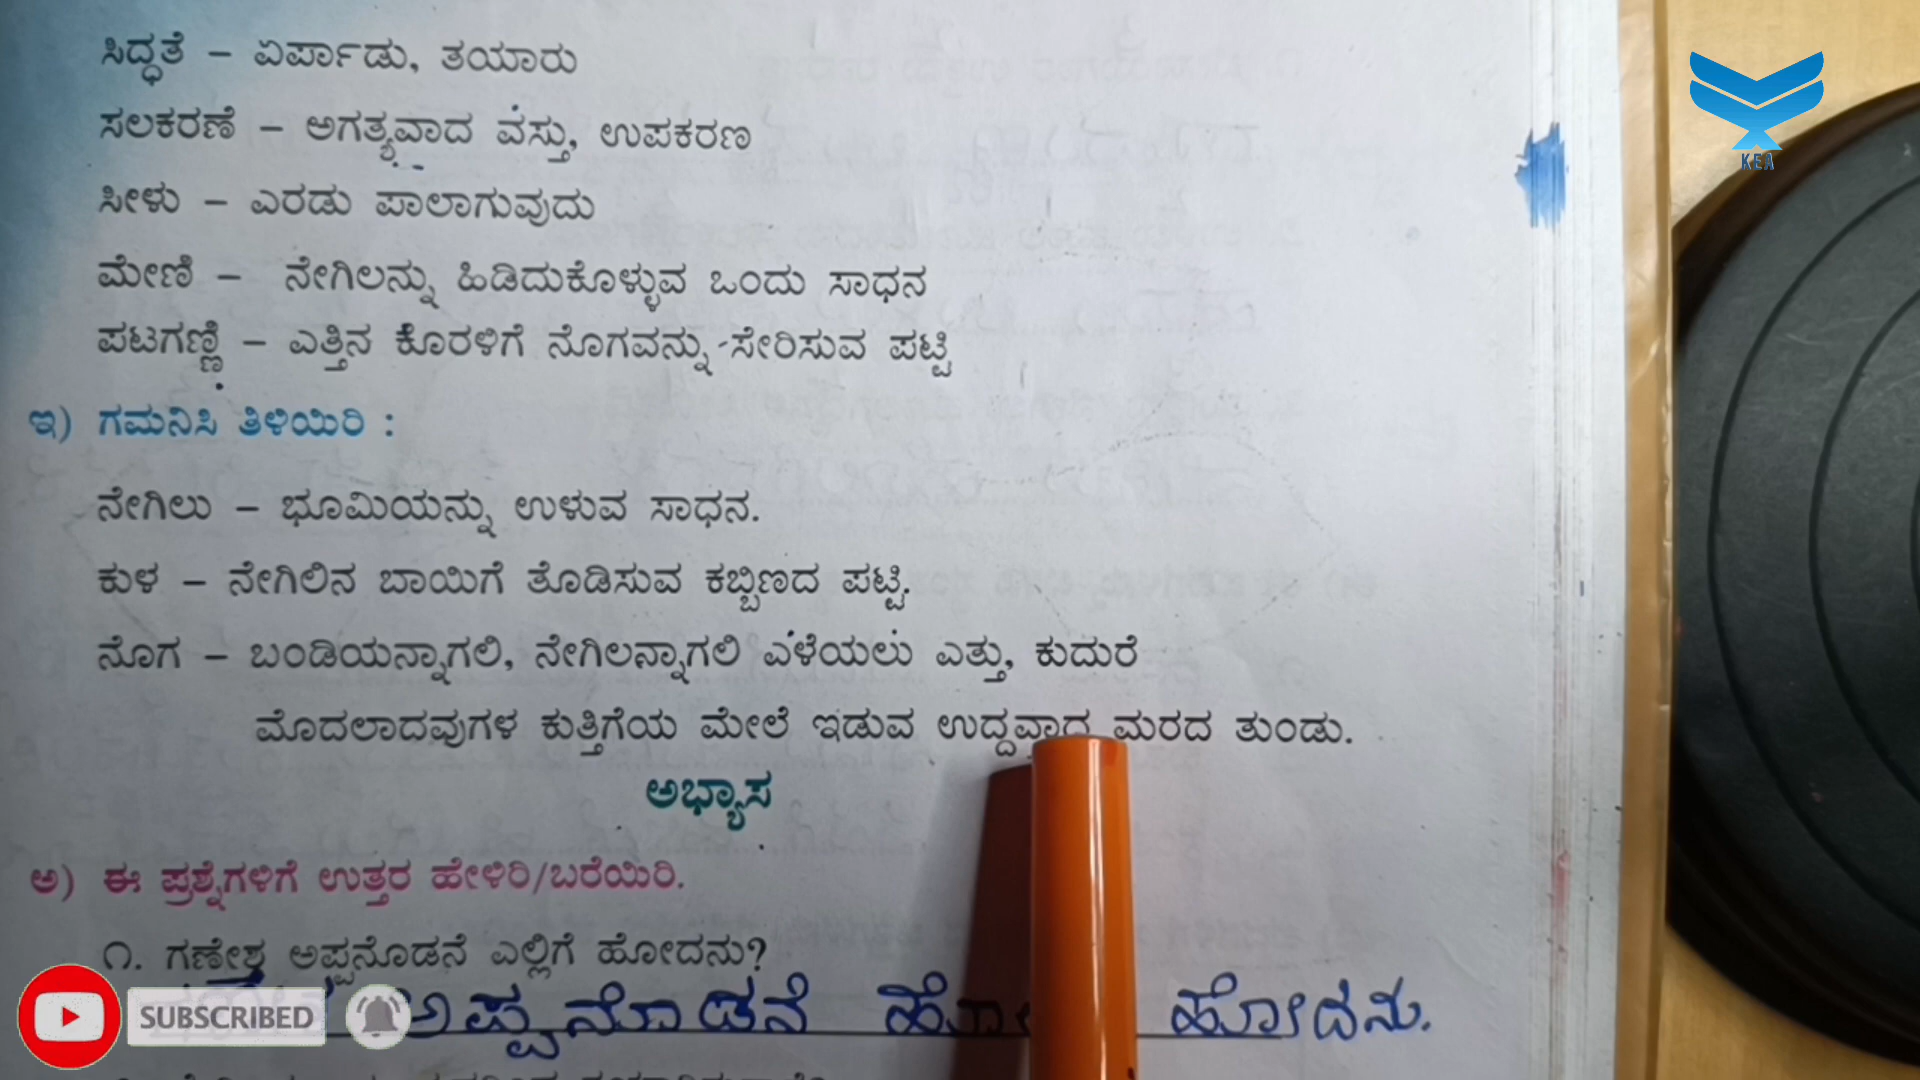 ಸಿದ್ಧತೆ – ಏರ್ಪಾಡು, ತಯಾರು
ಸಲಕರಣೆ – ಅಗತ್ಯವಾದ ವಸ್ತು, ಉಪಕರಣ
ಸೀಳು – ಎರಡು ಪಾಲಾಗುವುದು
ಮೇಣಿ – ನೇಗಿಲನ್ನು ಹಿಡಿದುಕೊಳ್ಳುವ ಒಂದು ಸಾಧನ
ಪಟಗಣ್ಣಿ – ಎತ್ತಿನ ಕೊರಳಿಗೆ ನೊಗವನ್ನು ಸೇರಿಸುವ ಪಟ್ಟಿ
ಇ) ಗಮನಿಸಿ ತಿಳಿಯಿರಿ :
ನೇಗಿಲು – ಭೂಮಿಯನ್ನು ಉಳುವ ಸಾಧನ.
ಕುಳ – ನೇಗಿಲಿನ ಬಾಯಿಗೆ ತೊಡಿಸುವ ಕಬ್ಬಿಣದ ಪಟ್ಟಿ.
ನೊಗ – ಬಂಡಿಯನ್ನಾಗಲಿ, ನೇಗಿಲನ್ನಾಗಲಿ ಎಳೆಯಲು ಎತ್ತು, ಕುದುರೆ
ಮೊದಲಾದವುಗಳ ಕುತ್ತಿಗೆಯ ಮೇಲೆ ಇಡುವ ಉದ್ದವಾದ ಮರದ ತುಂಡು.
ಅಭ್ಯಾಸ
ಅ) ಈ ಪ್ರಶ್ನೆಗಳಿಗೆ ಉತ್ತರ ಹೇಳಿರಿ/ಬರೆಯಿರಿ.
೧. ಗಣೇಶ ಅಪ್ಪನೊಡನೆ ಎಲ್ಲಿಗೆ ಹೋದನು?
ಅಪ್ಪನೊಡನೆ ಹೋದನು.
SUBSCRIBED
KEA